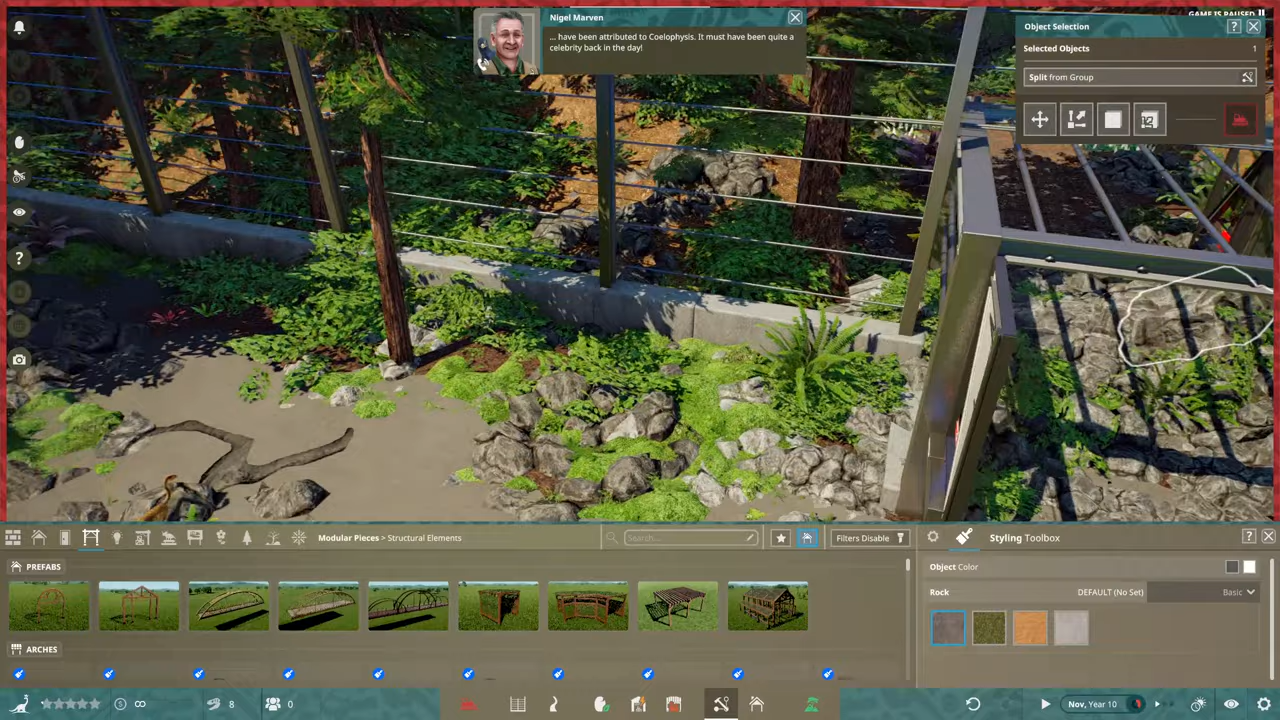 Nigel Marven
... have been attributed to Coelophysis. It must have been quite a
celebrity back in the day!
GAME IS PAUSED
Object Selection
?
Selected Objects 1
Split from Group
?
Modular Pieces > Structural Elements
Search...
Filters Disable
Styling Toolbox
?
PREFABS
Object Color
Rock DEFAULT (No Set) Basic
ARCHES
∞ 8 0
Nov, Year 10